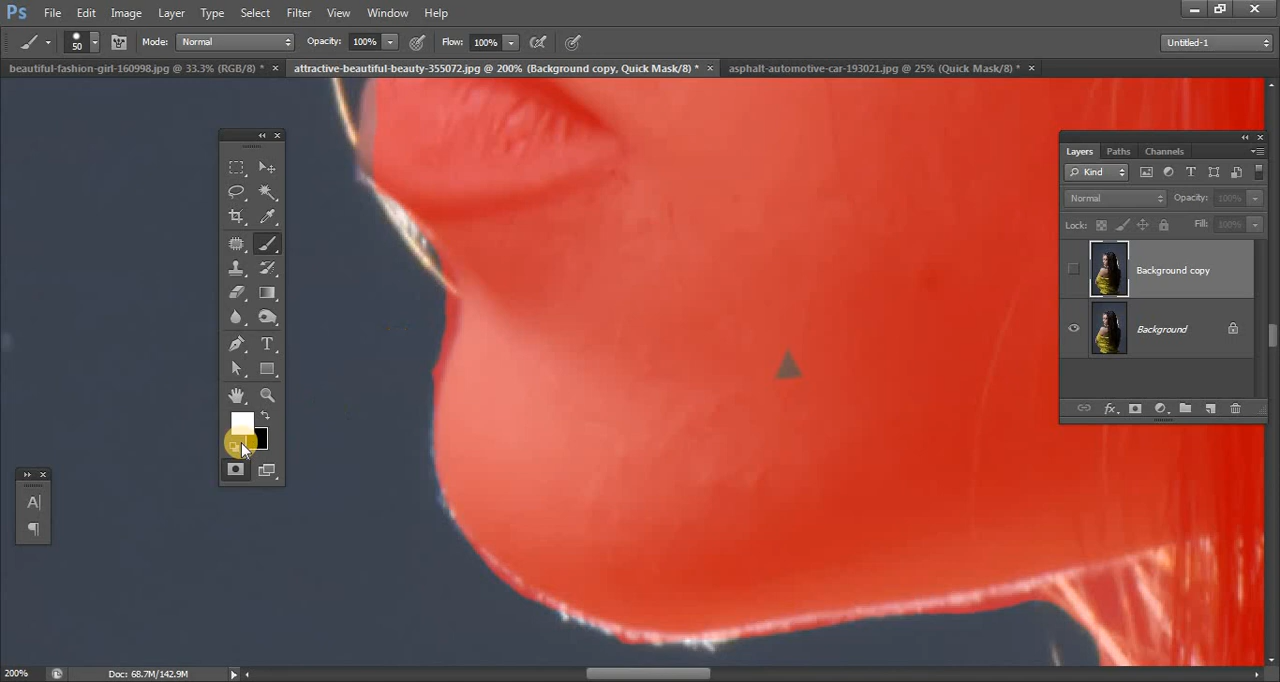 Ps File Edit Image Layer Type Select Filter View Window Help
50 Mode: Normal Opacity: 100% Flow: 100% Untitled-1
beautiful-fashion-girl-160998.jpg @ 33.3% (RGB/8) * × attractive-beautiful-beauty-355072.jpg @ 200% (Background copy, Quick Mask/8) * × asphalt-automotive-car-193021.jpg @ 25% (Quick Mask/8) * ×
Layers Paths Channels
Kind T
Normal Opacity: 100%
Lock: Fill: 100%
Background copy
Background
fx
T
A
200% Doc: 68.7M/142.9M